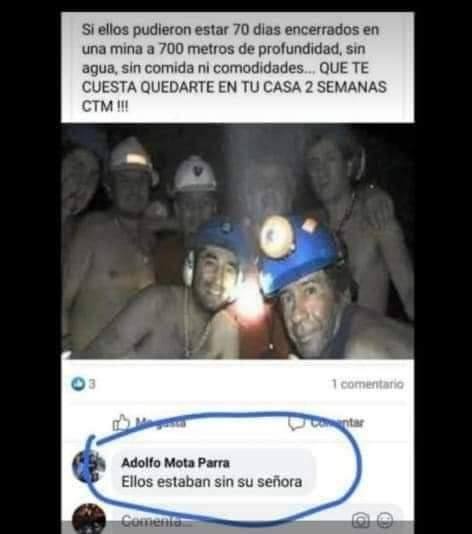 Si ellos pudieron estar 70 dias encerrados en
una mina a 700 metros de profundidad, sin
agua, sin comida ni comodidades... QUE TE
CUESTA QUEDARTE EN TU CASA 2 SEMANAS
CTM !!!
3
1 comentario
Me gusta
Comentar
Adolfo Mota Parra
Ellos estaban sin su señora
Comenta...